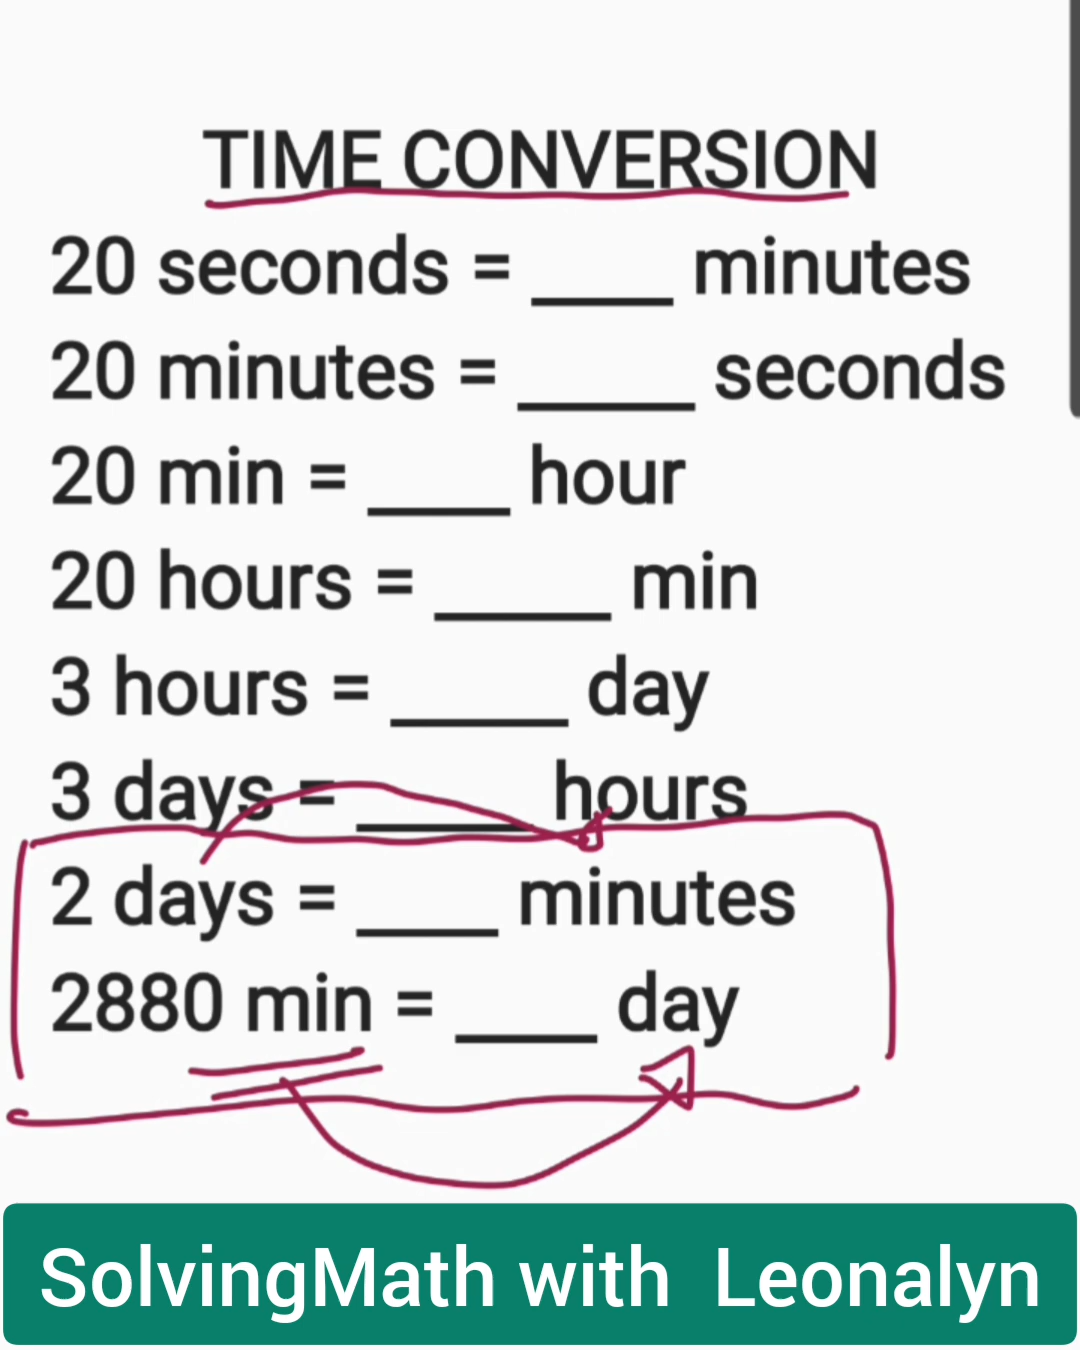 TIME CONVERSION
20 seconds = ____ minutes
20 minutes = _____ seconds
20 min = ____ hour
20 hours = _____ min
3 hours = _____ day
3 days = _____ hours
2 days = ____ minutes
2880 min = ____ day
SolvingMath with Leonalyn